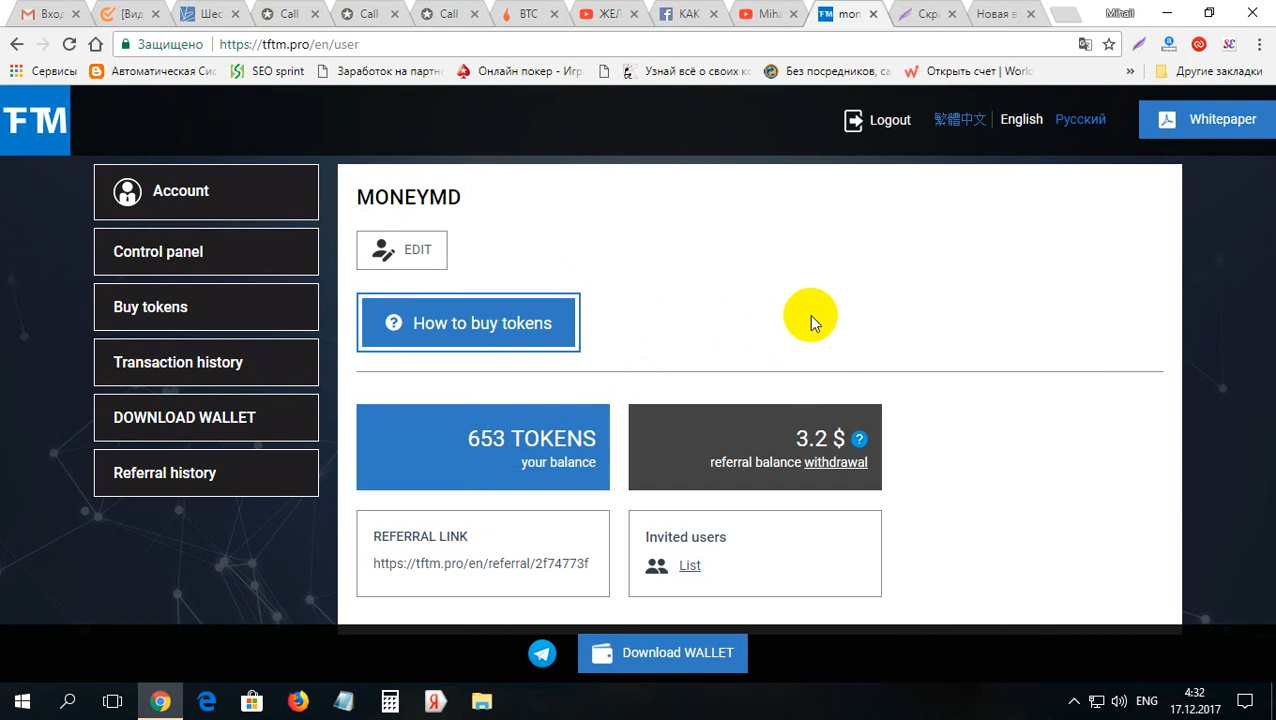 Вход
[Вид
Шес
Call
Call
Call
BTC
ЖЕЛ
КАК
Miha
mon
Скр
Новая в
Mihail
Защищено
https://tftm.pro/en/user
Сервисы
Автоматическая Сис
SEO sprint
Заработок на партне
Онлайн покер - Игр
Узнай всё о своих кс
Без посредников, са
Открыть счет | Worl
»
Другие закладки
TFTM
Logout
繁體中文
English
Русский
Whitepaper
Account
Control panel
Buy tokens
Transaction history
DOWNLOAD WALLET
Referral history
MONEYMD
EDIT
How to buy tokens
653 TOKENS
your balance
3.2 $ ?
referral balance withdrawal
REFERRAL LINK
https://tftm.pro/en/referral/2f74773f
Invited users
List
Download WALLET
ENG
4:32
17.12.2017